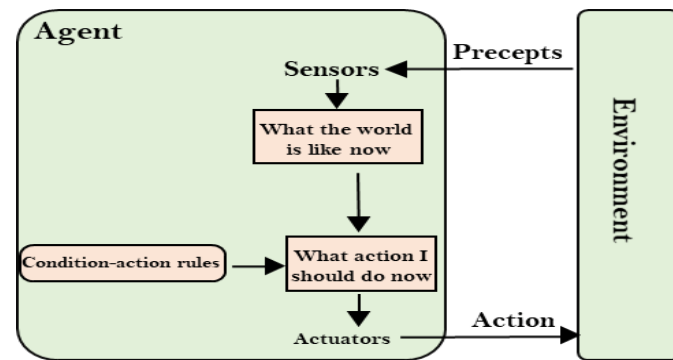 Agent
Precepts
Sensors
What the world
is like now
Environment
Condition-action rules
What action I
should do now
Action
Actuators